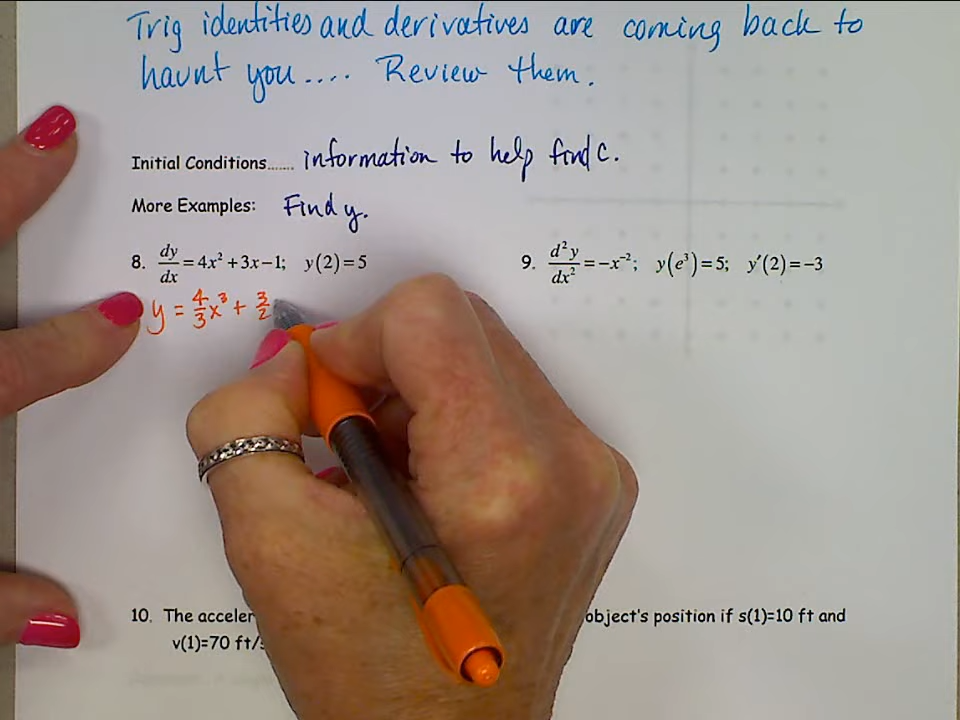 Trig identities and derivatives are coming back to
haunt you.... Review them.
Initial Conditions....... information to help find c.
More Examples: Find y.
8. dy/dx = 4x² + 3x − 1; y(2) = 5
9. d²y/dx² = −x⁻²; y(e³) = 5; y′(2) = −3
y = 4/3 x³ + 3/2
10. The acceler object's position if s(1)=10 ft and
v(1)=70 ft/